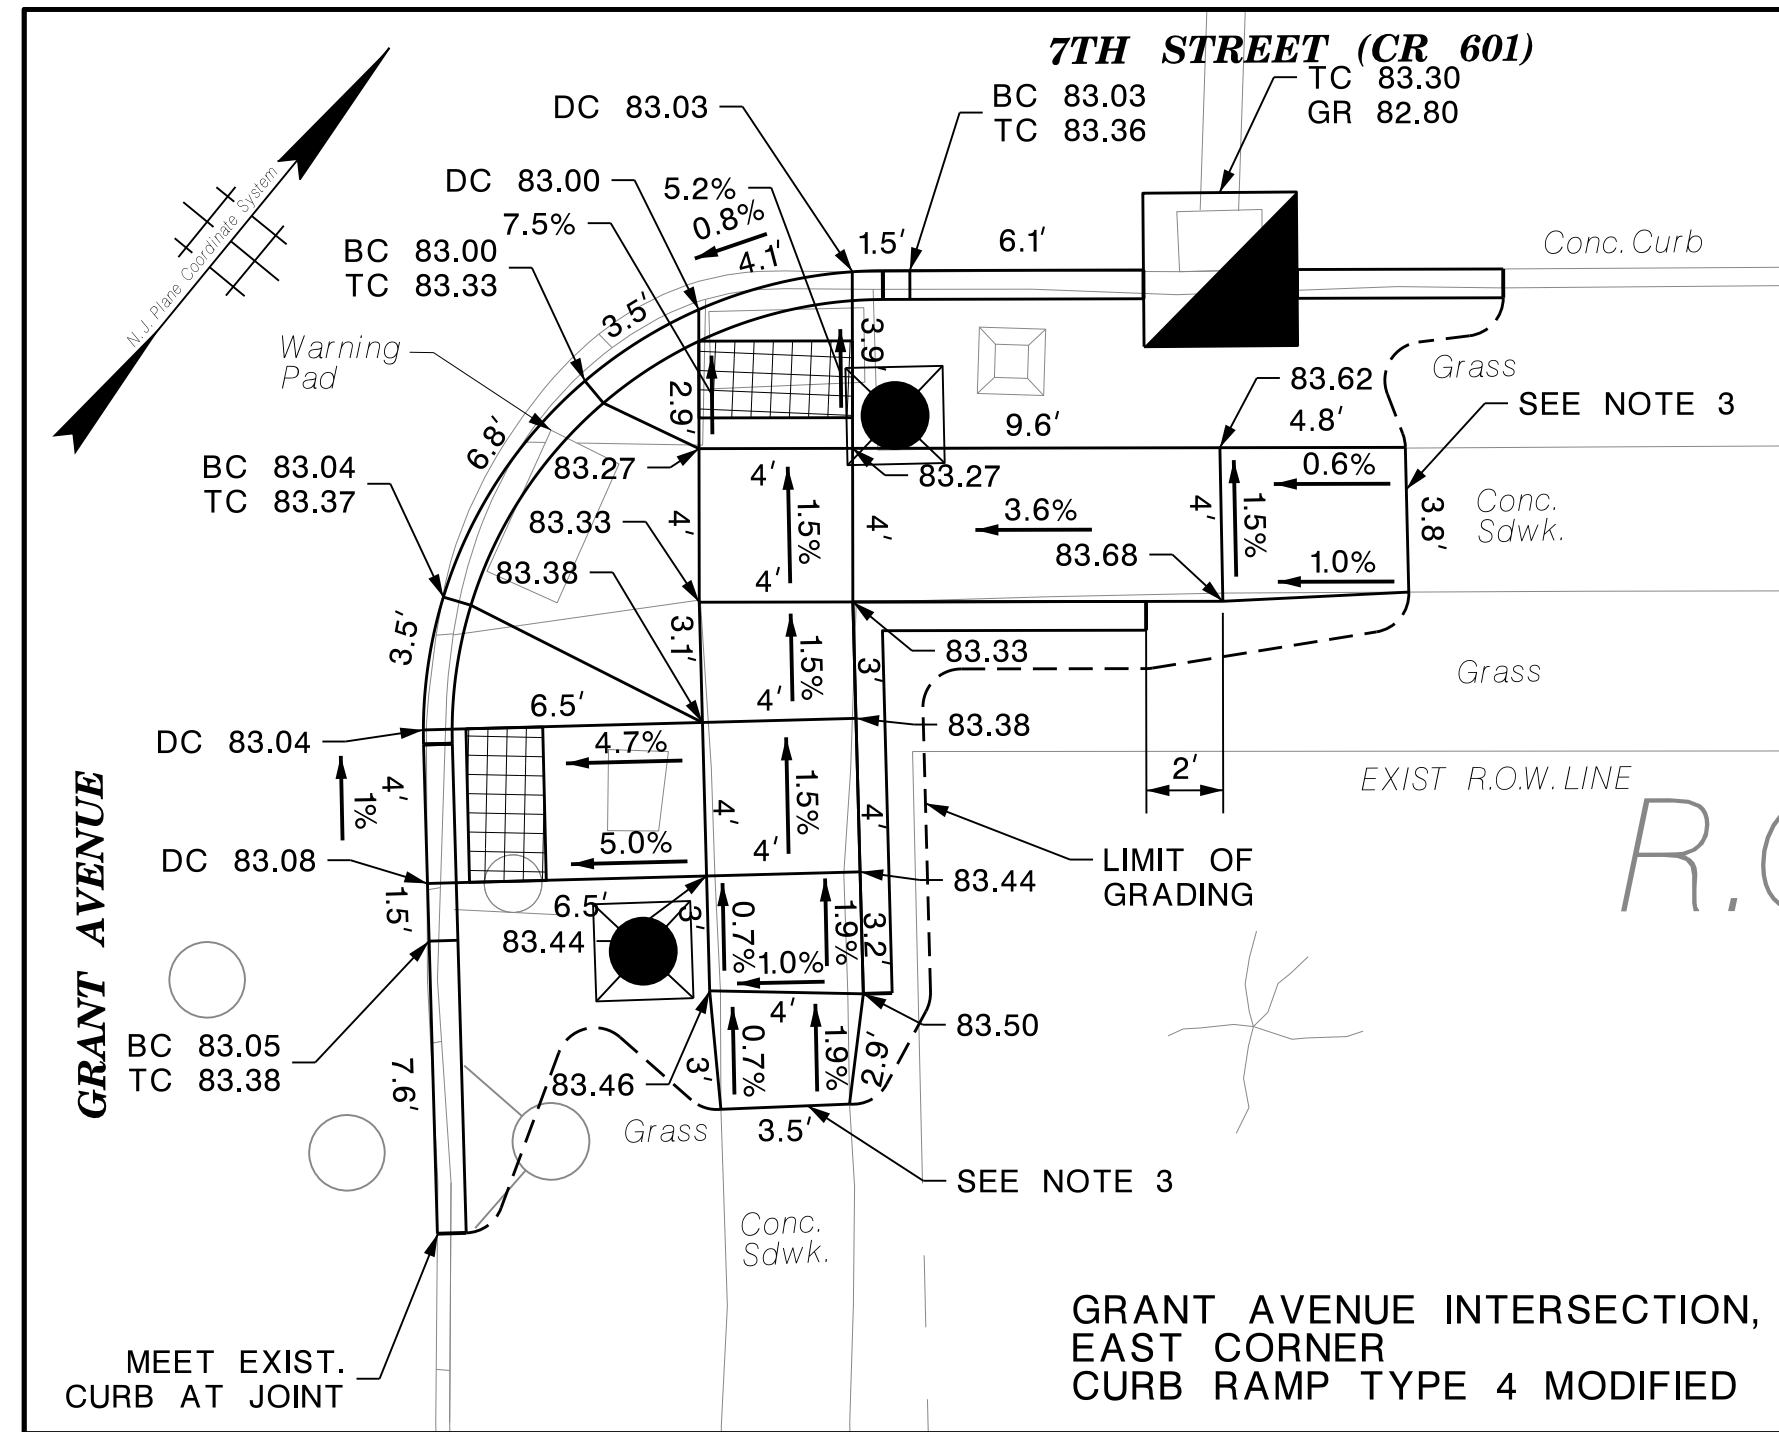 7TH STREET (CR 601)
TC 83.30
GR 82.80
DC 83.03
BC 83.03
TC 83.36
DC 83.00
5.2%
7.5%
0.8%
4.1'
1.5'
6.1'
Conc. Curb
BC 83.00
TC 83.33
N.J. Plane Coordinate System
3.5'
Warning
Pad
3.9'
2.9'
83.62
Grass
SEE NOTE 3
9.6'
4.8'
6.8'
BC 83.04
TC 83.37
83.27
4'
83.27
0.6%
Conc.
Sdwk.
3.8'
83.33
4'
1.5%
4'
3.6%
4'
1.5%
83.38
4'
83.68
1.0%
3.5'
3.1'
1.5%
3'
83.33
Grass
6.5'
4'
83.38
DC 83.04
4.7%
2'
EXIST R.O.W. LINE
GRANT AVENUE
4'
1%
4'
1.5%
4'
R.O
DC 83.08
5.0%
4'
LIMIT OF
GRADING
83.44
1.5'
6.5'
3'
0.7%
1.9%
3.2'
83.44
1.0%
4'
83.50
BC 83.05
TC 83.38
7.6'
83.46
3'
0.7%
1.9%
2.9'
Grass
3.5'
SEE NOTE 3
Conc.
Sdwk.
MEET EXIST.
CURB AT JOINT
GRANT AVENUE INTERSECTION,
EAST CORNER
CURB RAMP TYPE 4 MODIFIED